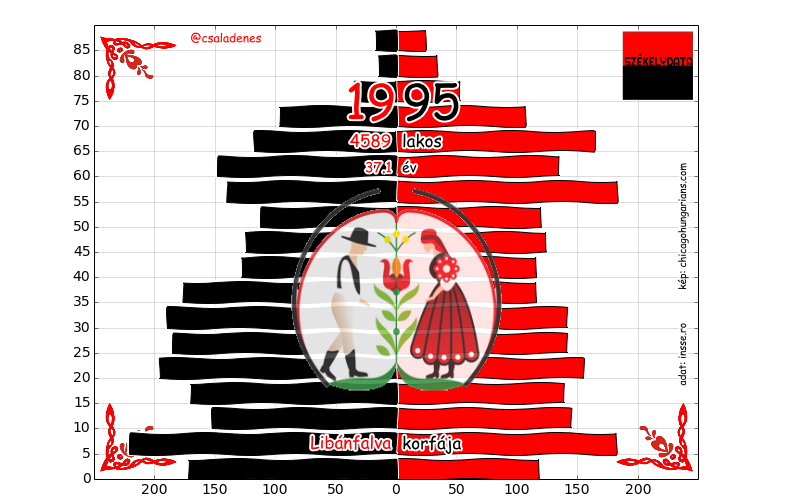 @csaladenes
SZÉKELYDATA
1995
4589 lakos
37.1 év
Libánfalva korfája
kép: chicagohungarians.com
adat: insse.ro
85
80
75
70
65
60
55
50
45
40
35
30
25
20
15
10
5
0
200 150 100 50 0 50 100 150 200